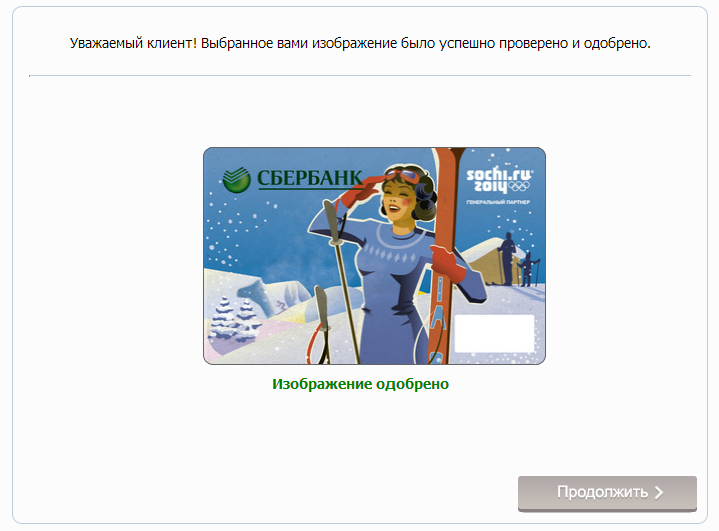 Уважаемый клиент! Выбранное вами изображение было успешно проверено и одобрено.
СБЕРБАНК
sochi.ru
2014
ГЕНЕРАЛЬНЫЙ ПАРТНЕР
Изображение одобрено
Продолжить